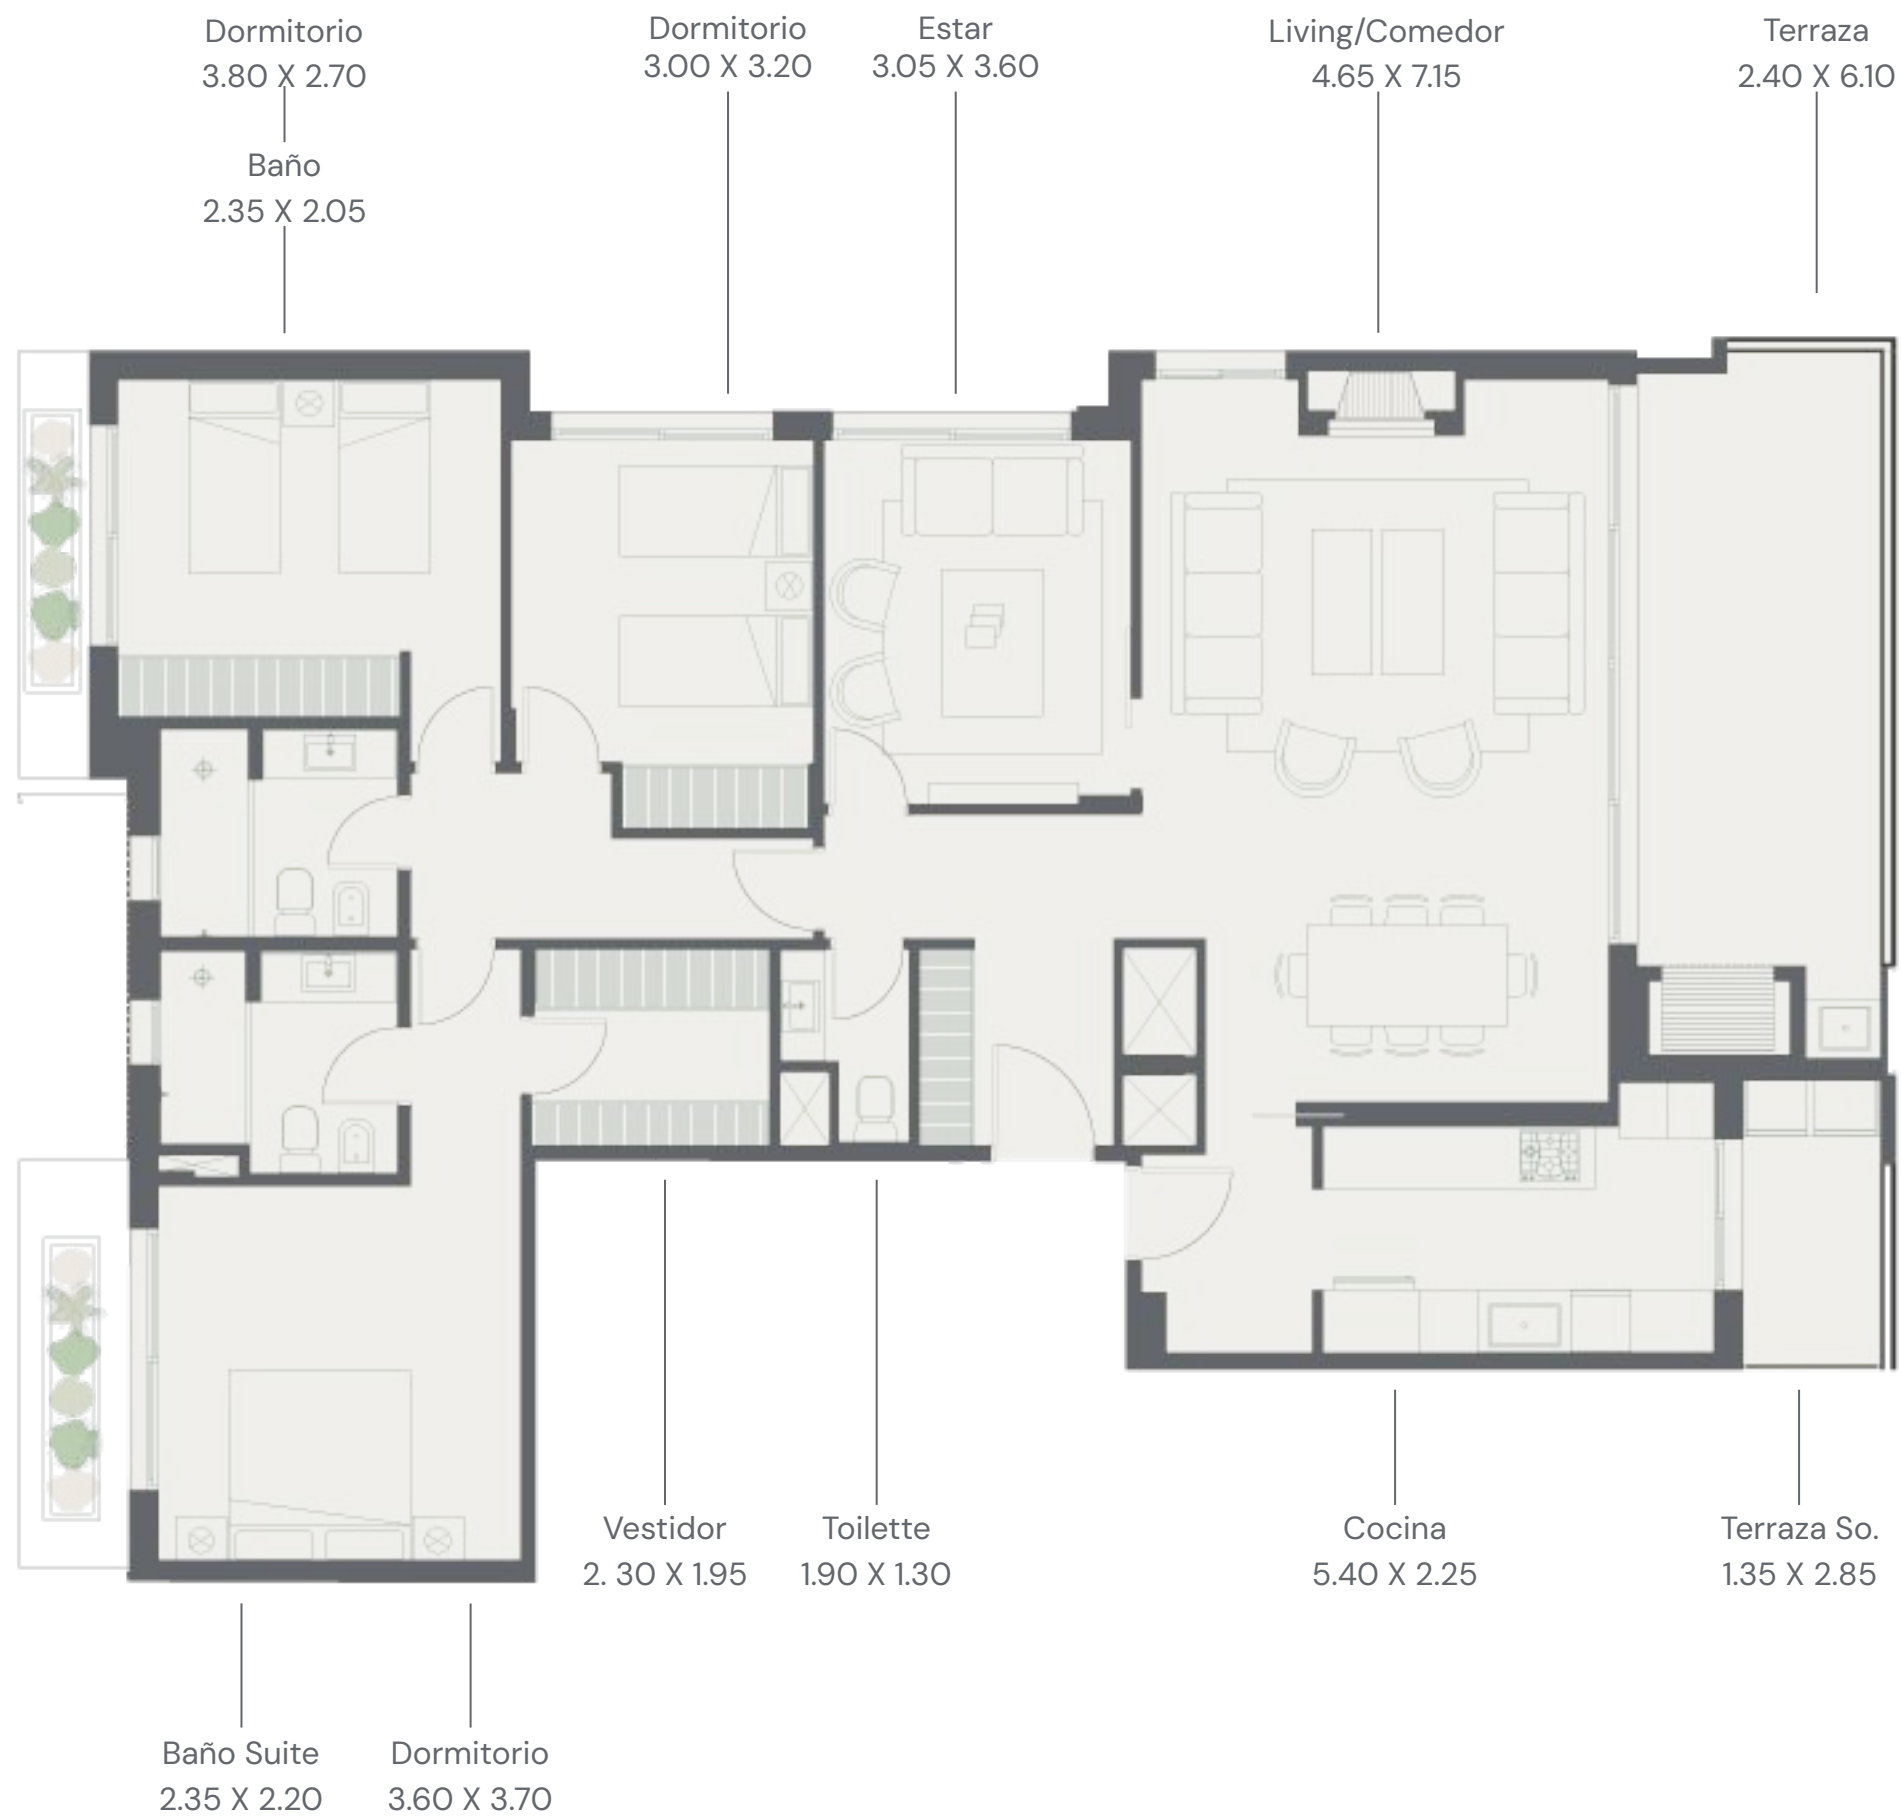 Dormitorio
3.80 X 2.70
Baño
2.35 X 2.05
Dormitorio
3.00 X 3.20
Estar
3.05 X 3.60
Living/Comedor
4.65 X 7.15
Terraza
2.40 X 6.10
Vestidor
2. 30 X 1.95
Toilette
1.90 X 1.30
Cocina
5.40 X 2.25
Terraza So.
1.35 X 2.85
Baño Suite
2.35 X 2.20
Dormitorio
3.60 X 3.70